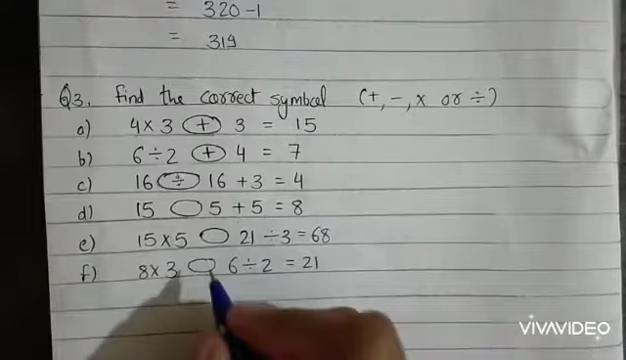 = 320-1
= 319
Q3. Find the correct symbol (+, -, x or ÷)
a) 4 x 3 (+) 3 = 15
b) 6 ÷ 2 (+) 4 = 7
c) 16 (÷) 16 + 3 = 4
d) 15 ◯ 5 + 5 = 8
e) 15 x 5 ◯ 21 ÷ 3 = 68
f) 8 x 3 ◯ 6 ÷ 2 = 21
VIVAVIDEO